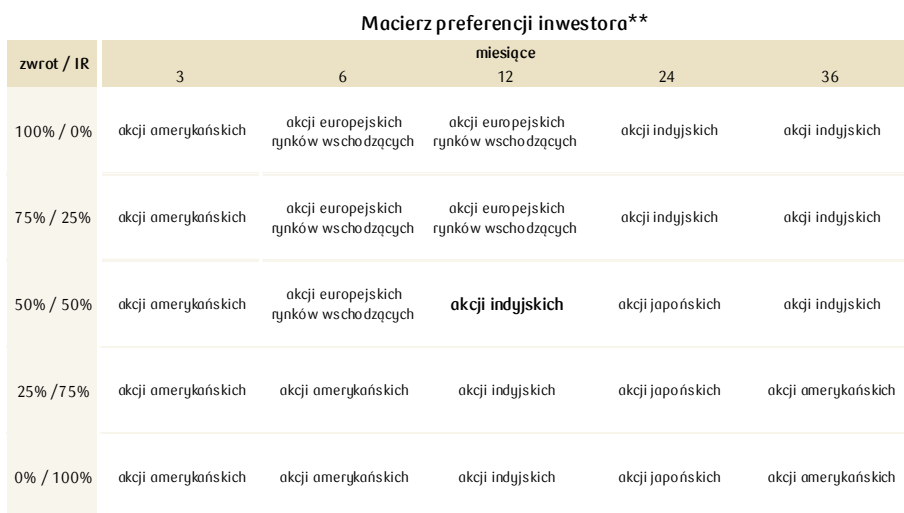 Macierz preferencji inwestora**
zwrot / IR
miesiące
3 6 12 24 36
100% / 0% akcji amerykańskich akcji europejskich rynków wschodzących akcji europejskich rynków wschodzących akcji indyjskich akcji indyjskich
75% / 25% akcji amerykańskich akcji europejskich rynków wschodzących akcji europejskich rynków wschodzących akcji indyjskich akcji indyjskich
50% / 50% akcji amerykańskich akcji europejskich rynków wschodzących akcji indyjskich akcji japońskich akcji indyjskich
25% /75% akcji amerykańskich akcji amerykańskich akcji indyjskich akcji japońskich akcji amerykańskich
0% / 100% akcji amerykańskich akcji amerykańskich akcji indyjskich akcji japońskich akcji amerykańskich